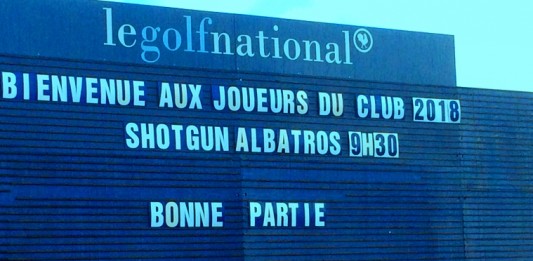 legolfnational
BIENVENUE AUX JOUEURS DU CLUB 2018
SHOTGUN ALBATROS 9H30
BONNE PARTIE